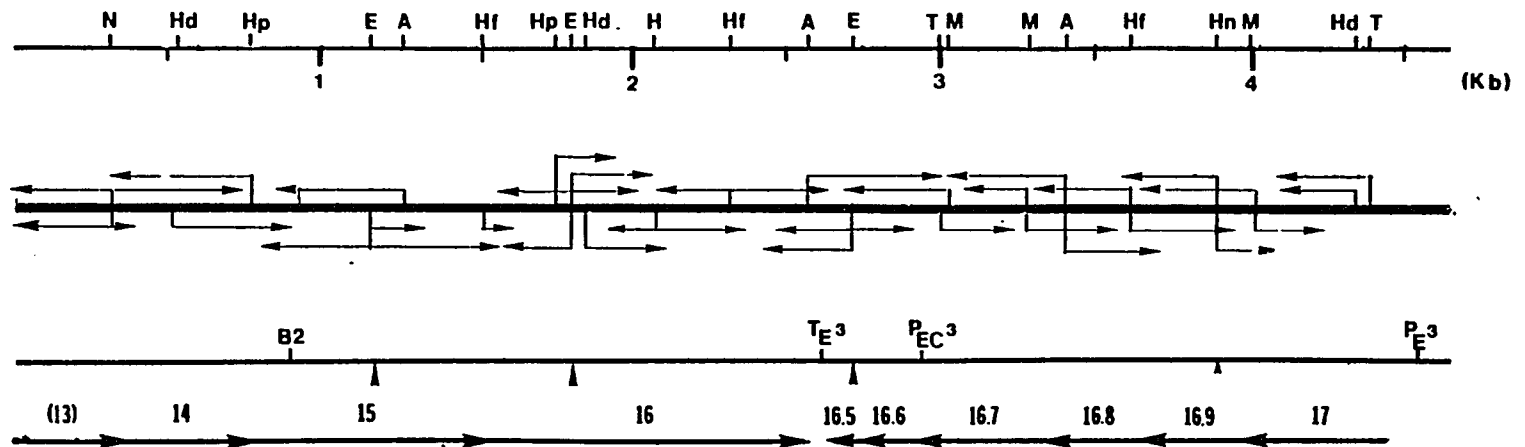 N Hd Hp E A Hf Hp E Hd. H Hf A E T M M A Hf Hn M Hd T
1 2 3 4 (Kb)
B2 TE3 PEC3 PE3
(13) 14 15 16 16.5 16.6 16.7 16.8 16.9 17